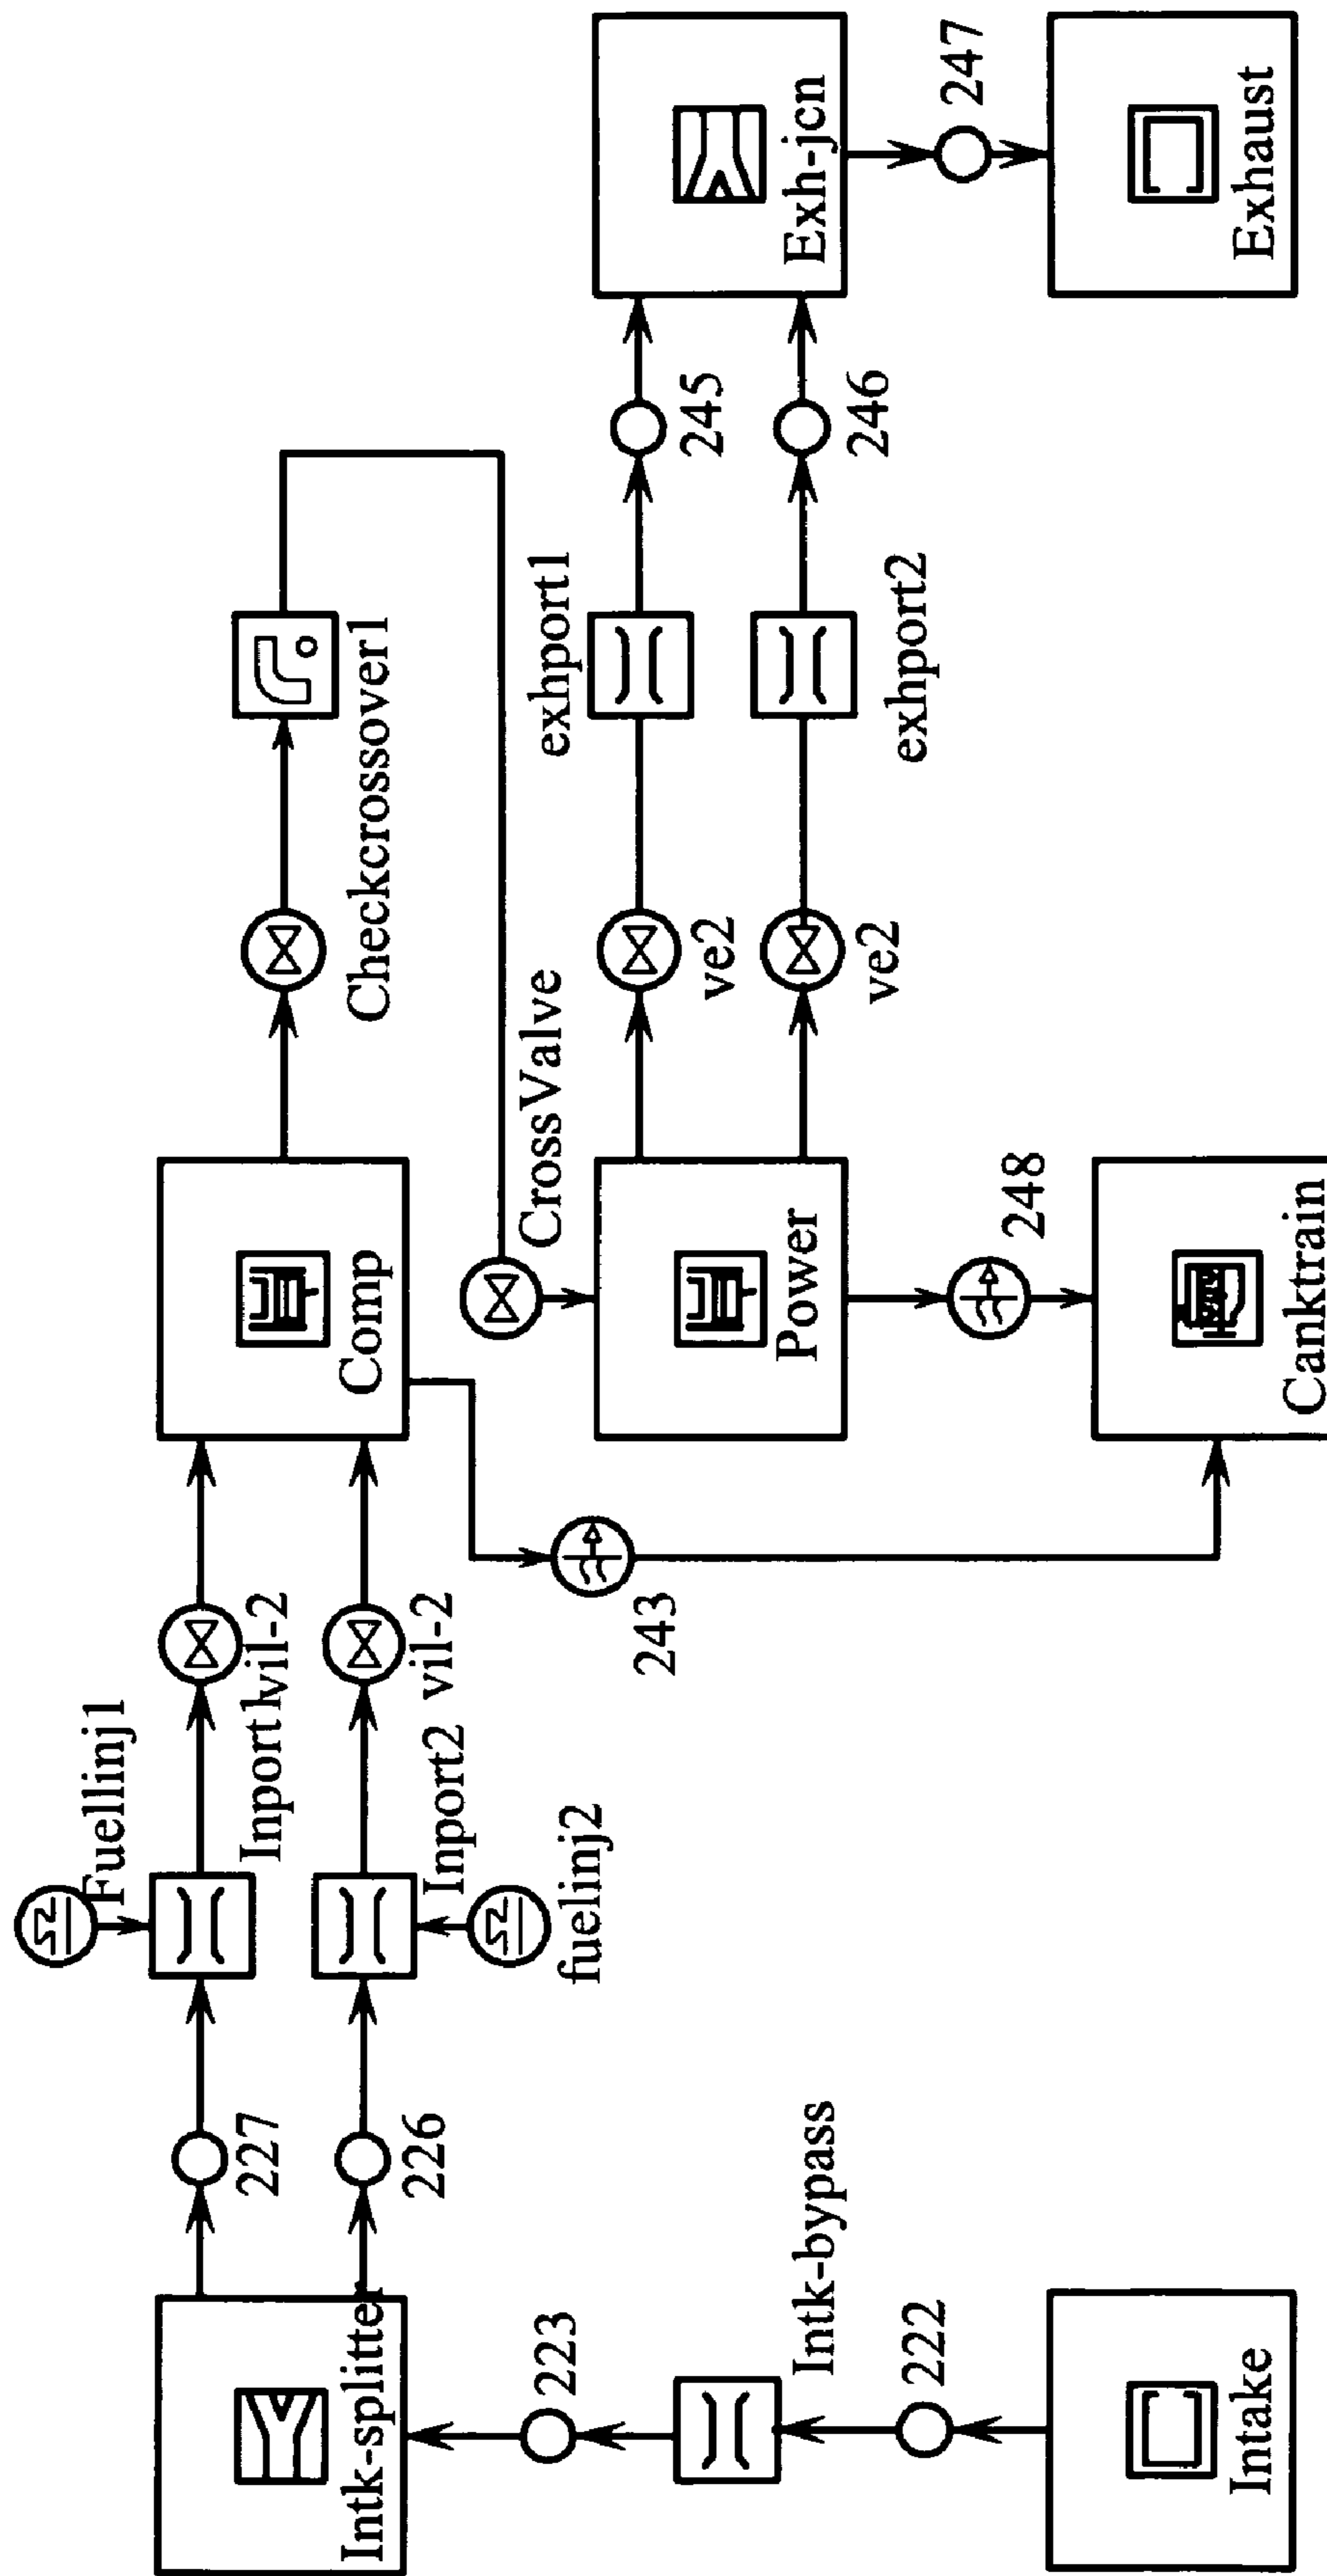 Fuellinj1
227
Inport1
vil-2
Intk-splitte
226
Inport2
vil-2
fuelinj2
Comp
Checkcrossover1
223
243
CrossValve
Intk-bypass
222
Intake
Power
248
Canktrain
exhport1
ve2
245
exhport2
ve2
246
Exh-jcn
247
Exhaust